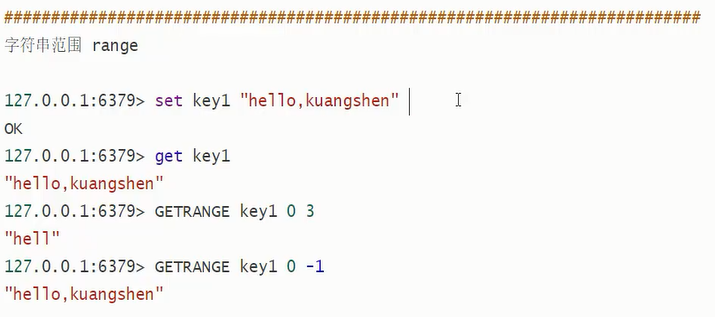 ##########################################################################
字符串范围 range
127.0.0.1:6379> set key1 "hello,kuangshen"
OK
127.0.0.1:6379> get key1
"hello,kuangshen"
127.0.0.1:6379> GETRANGE key1 0 3
"hell"
127.0.0.1:6379> GETRANGE key1 0 -1
"hello,kuangshen"